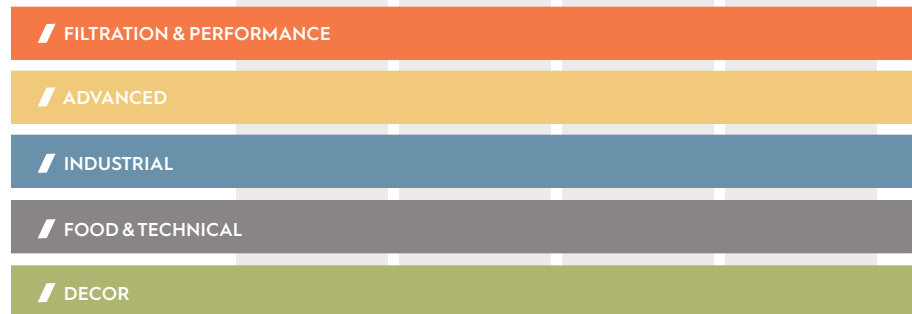 FILTRATION & PERFORMANCE
ADVANCED
INDUSTRIAL
FOOD & TECHNICAL
DECOR